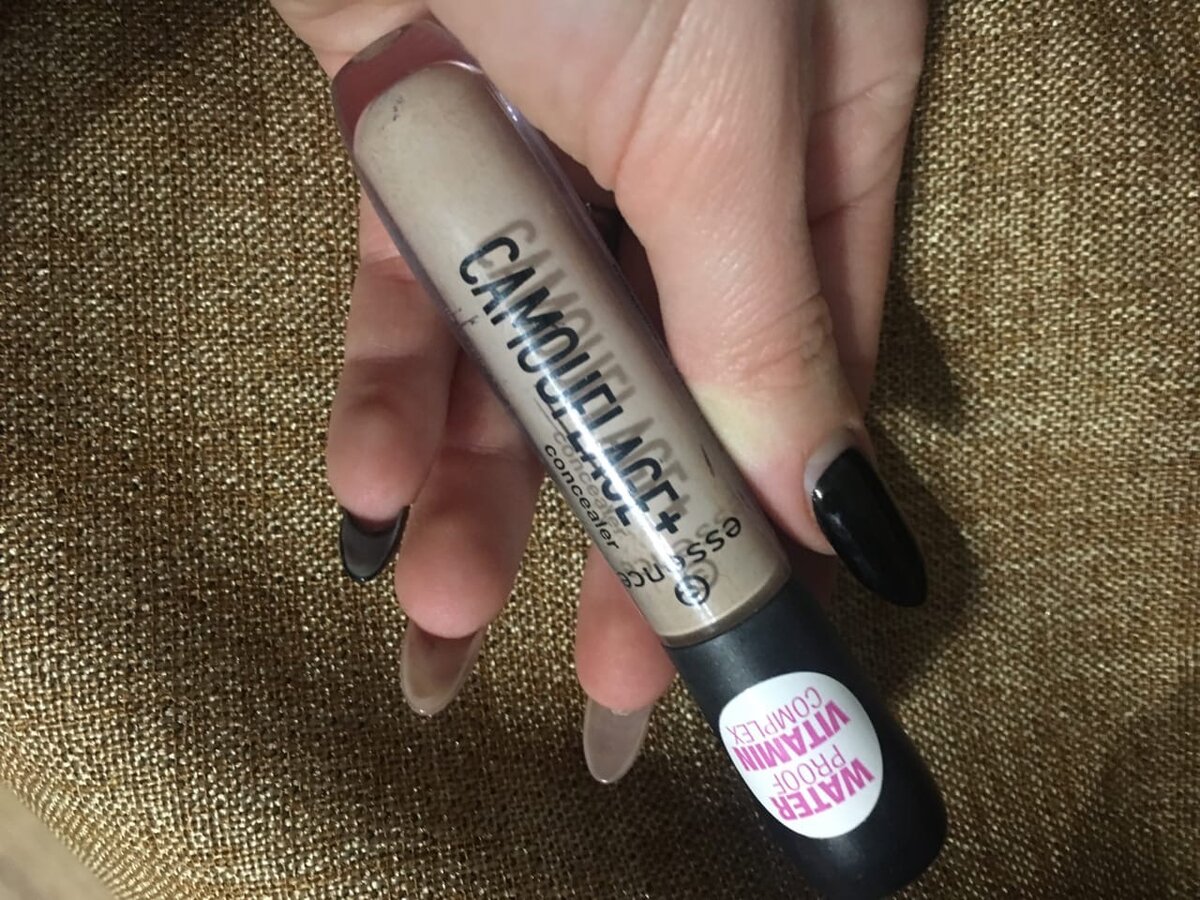 CAMOUFLAGE+
concealer
essence
WATER
PROOF
VITAMIN
COMPLEX